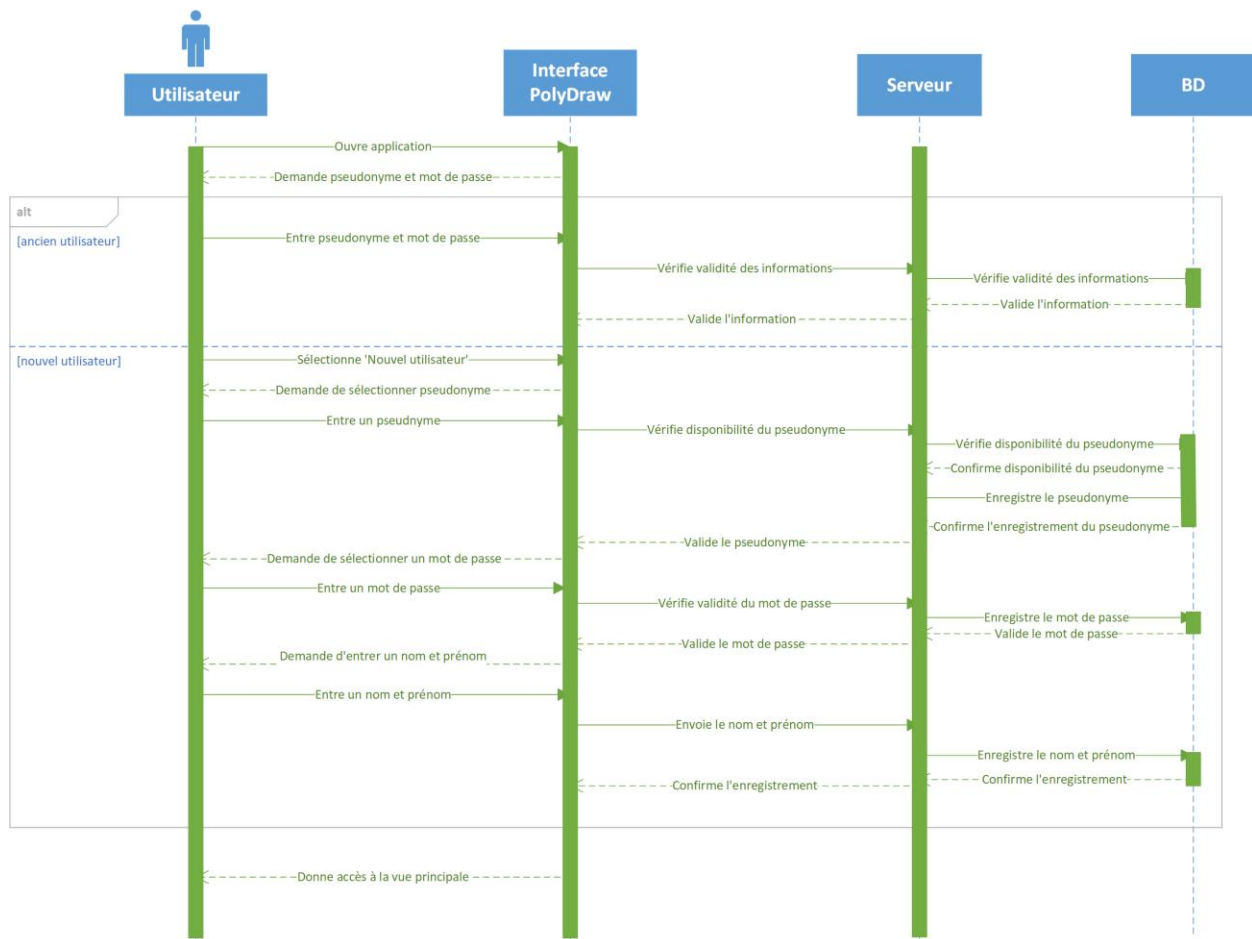 Utilisateur
Interface
PolyDraw
Serveur
BD
Ouvre application
Demande pseudonyme et mot de passe
alt
[ancien utilisateur]
Entre pseudonyme et mot de passe
Vérifie validité des informations
Vérifie validité des informations
Valide l'information
Valide l'information
[nouvel utilisateur]
Sélectionne 'Nouvel utilisateur'
Demande de sélectionner pseudonyme
Entre un pseudnyme
Vérifie disponibilité du pseudonyme
Vérifie disponibilité du pseudonyme
Confirme disponibilité du pseudonyme
Enregistre le pseudonyme
Confirme l'enregistrement du pseudonyme
Valide le pseudonyme
Demande de sélectionner un mot de passe
Entre un mot de passe
Vérifie validité du mot de passe
Enregistre le mot de passe
Valide le mot de passe
Valide le mot de passe
Demande d'entrer un nom et prénom
Entre un nom et prénom
Envoie le nom et prénom
Enregistre le nom et prénom
Confirme l'enregistrement
Confirme l'enregistrement
Donne accès à la vue principale